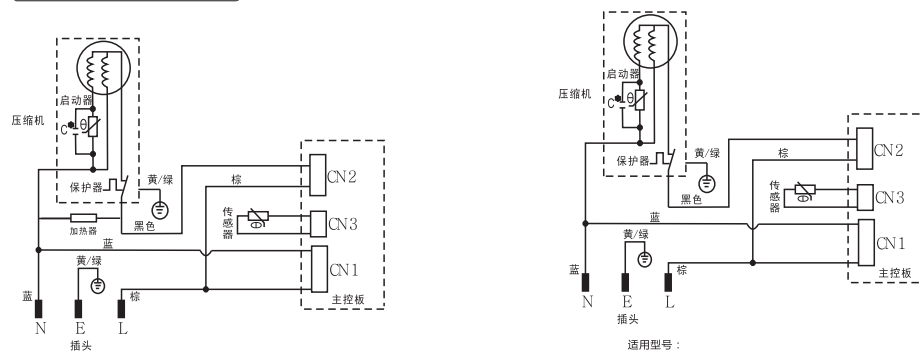 启动器
C
θ
压缩机
黄/绿
保护器
棕
CN2
黑色
传感器
CN3
加热器
蓝
黄/绿
CN1
蓝
棕
主控板
N
E
L
插头
启动器
C
θ
压缩机
黄/绿
保护器
棕
CN2
黑色
传感器
CN3
蓝
黄/绿
CN1
蓝
棕
主控板
N
E
L
插头
适用型号：